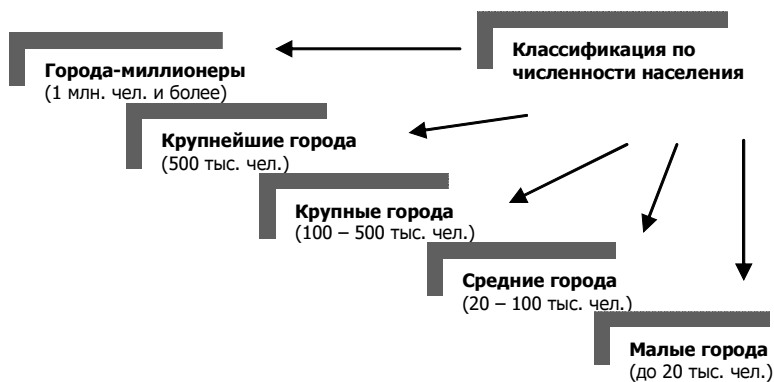 Классификация по
численности населения
Города-миллионеры
(1 млн. чел. и более)
Крупнейшие города
(500 тыс. чел.)
Крупные города
(100 – 500 тыс. чел.)
Средние города
(20 – 100 тыс. чел.)
Малые города
(до 20 тыс. чел.)